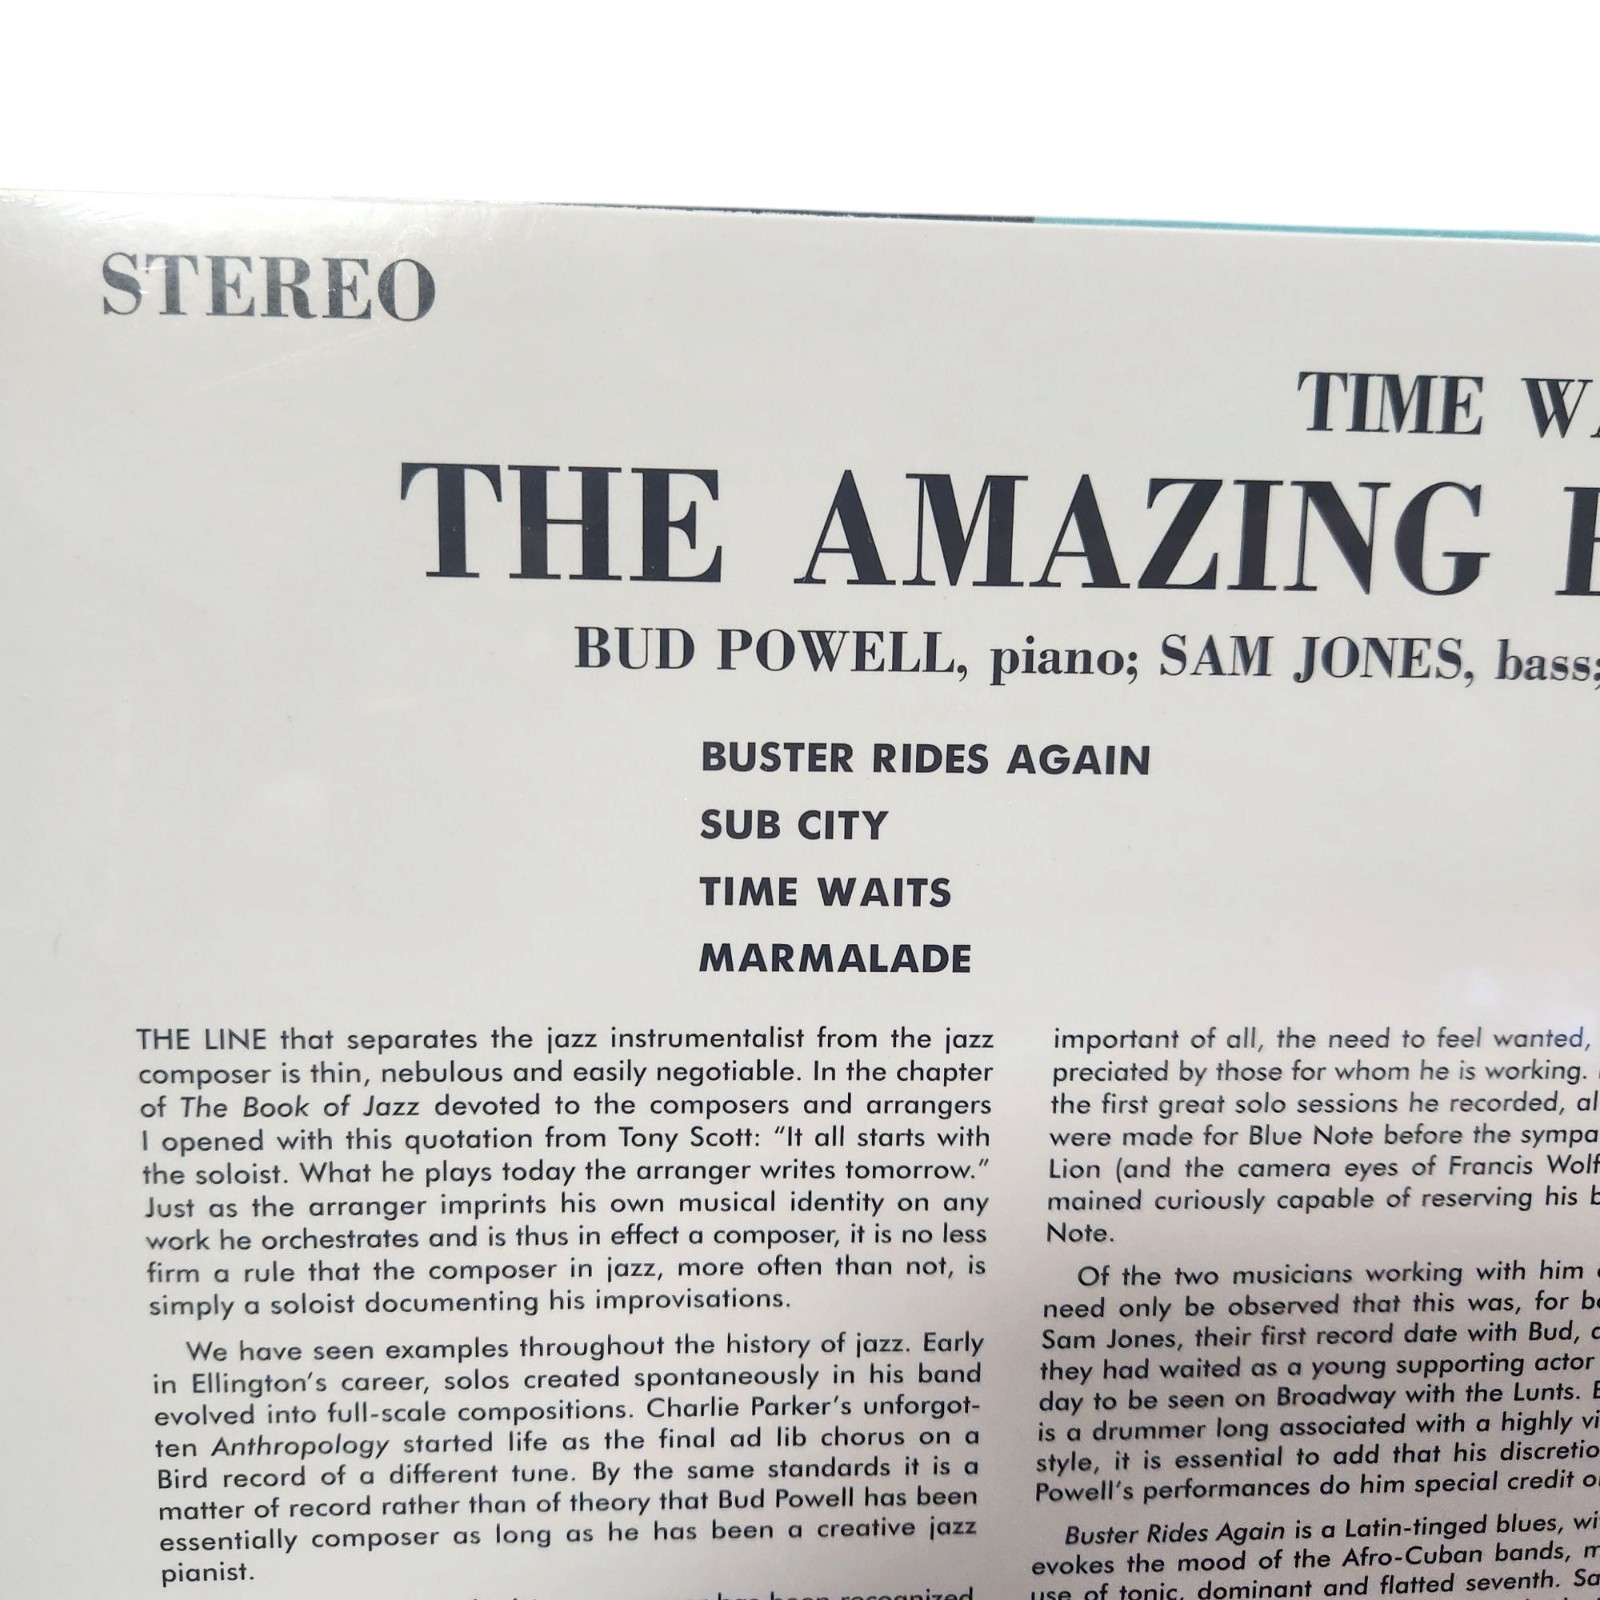 STEREO
TIME
THE AMAZING
BUD POWELL, piano; SAM JONES, bass;
BUSTER RIDES AGAIN
SUB CITY
TIME WAITS
MARMALADE
THE LINE that separates the jazz instrumentalist from the jazz
composer is thin, nebulous and easily negotiable. In the chapter
of The Book of Jazz devoted to the composers and arrangers
I opened with this quotation from Tony Scott: “It all starts with
the soloist. What he plays today the arranger writes tomorrow.”
Just as the arranger imprints his own musical identity on any
work he orchestrates and is thus in effect a composer, it is no less
firm a rule that the composer in jazz, more often than not, is
simply a soloist documenting his improvisations.
We have seen examples throughout the history of jazz. Early
in Ellington's career, solos created spontaneously in his band
evolved into full-scale compositions. Charlie Parker's unforgot-
ten Anthropology started life as the final ad lib chorus on a
Bird record of a different tune. By the same standards it is a
matter of record rather than of theory that Bud Powell has been
essentially composer as long as he has been a creative jazz
pianist.
has been recognized
important of all, the need to feel wanted,
preciated by those for whom he is working.
the first great solo sessions he recorded,
were made for Blue Note before the
Lion (and the camera eyes of Francis
mained curiously capable of reserving his
Note.
Of the two musicians working with him
need only be observed that this was, for
Sam Jones, their first record date with Bud,
they had waited as a young supporting actor
day to be seen on Broadway with the Lunts.
is a drummer long associated with a highly
style, it is essential to add that his
Powell's performances do him special credit
Buster Rides Again is a Latin-tinged blues,
evokes the mood of the Afro-Cuban bands,
use of tonic, dominant and flatted seventh.